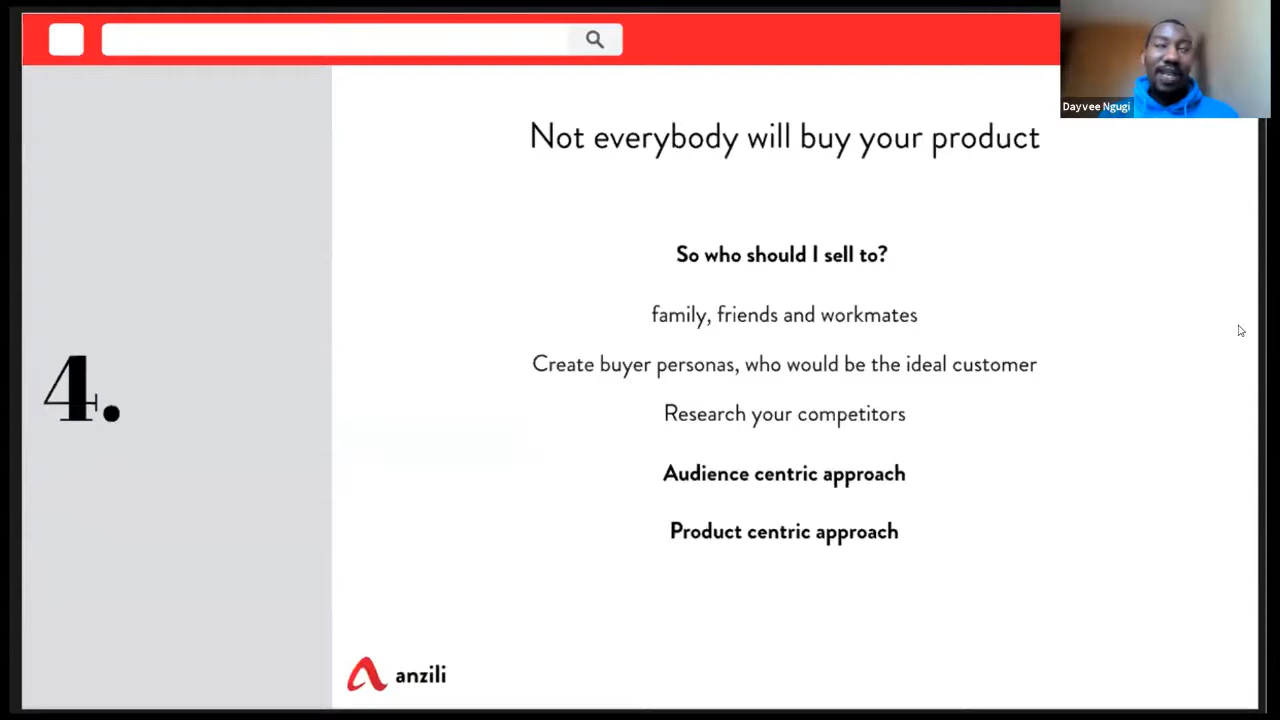 Dayvee Ngugi
Not everybody will buy your product
So who should I sell to?
family, friends and workmates
Create buyer personas, who would be the ideal customer
Research your competitors
4.
Audience centric approach
Product centric approach
anzili